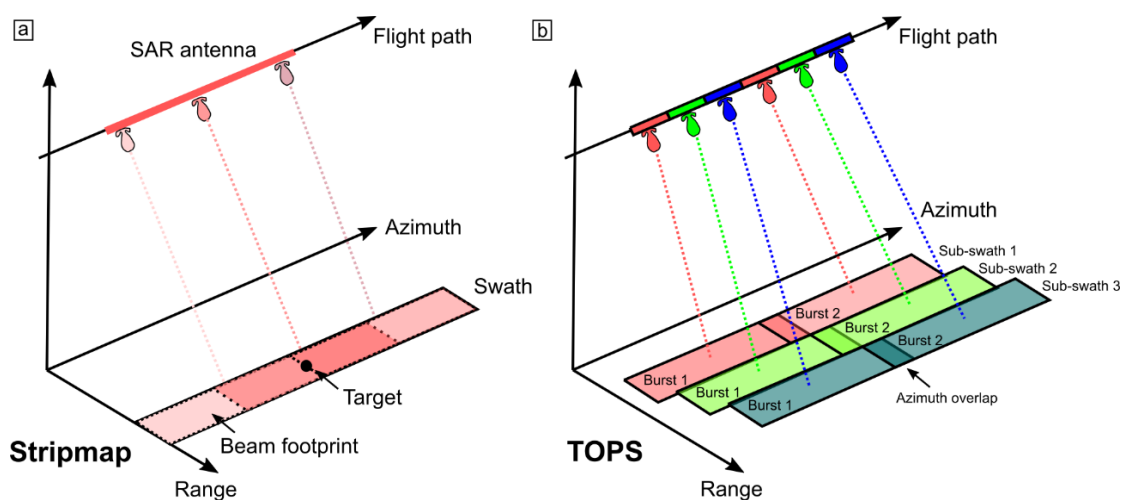 a
SAR antenna
Flight path
Azimuth
Swath
Target
Beam footprint
Stripmap
Range
b
Flight path
Azimuth
Sub-swath 1
Sub-swath 2
Sub-swath 3
Burst 2
Burst 2
Burst 2
Burst 1
Burst 1
Burst 1
Azimuth overlap
TOPS
Range